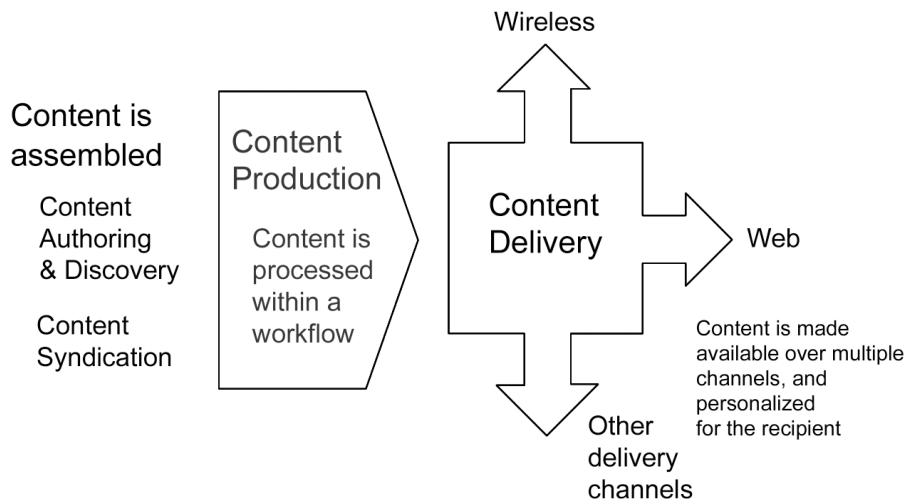 Content is
assembled
Content
Authoring
& Discovery
Content
Syndication
Content
Production
Content is
processed
within a
workflow
Wireless
Content
Delivery
Web
Content is made
available over multiple
channels, and
personalized
for the recipient
Other
delivery
channels